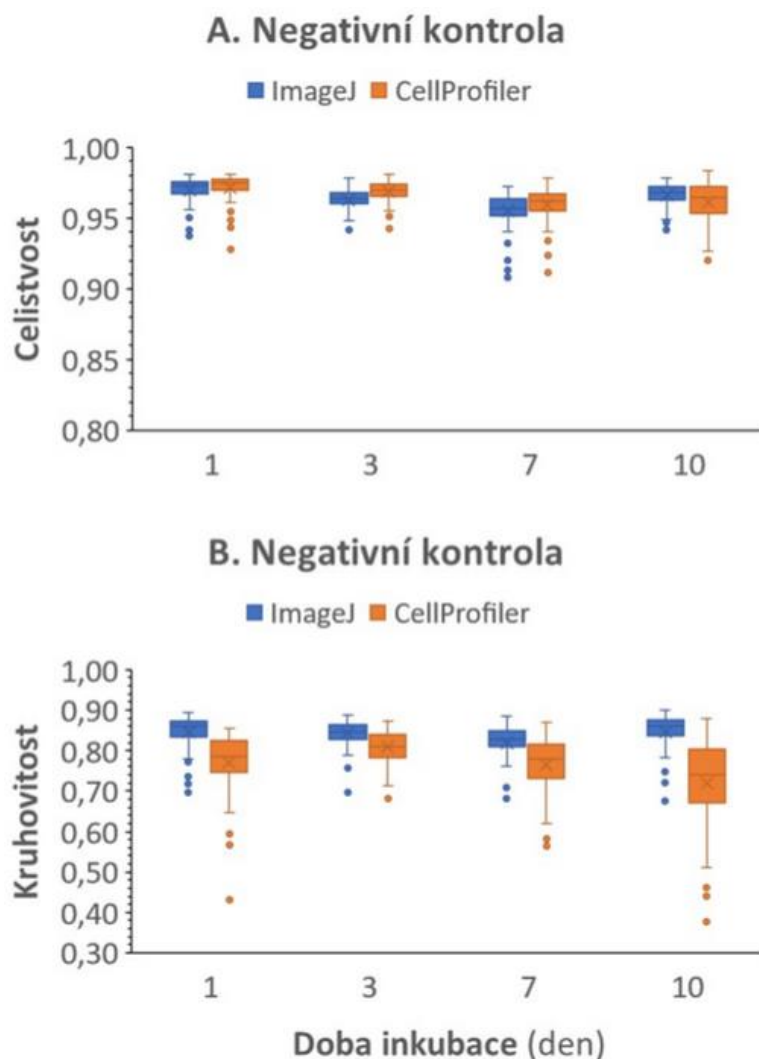 A. Negativní kontrola
ImageJ CellProfiler
Celistvost
1,00
0,95
0,90
0,85
0,80
1 3 7 10
B. Negativní kontrola
ImageJ CellProfiler
Kruhovitost
1,00
0,90
0,80
0,70
0,60
0,50
0,40
0,30
1 3 7 10
Doba inkubace (den)